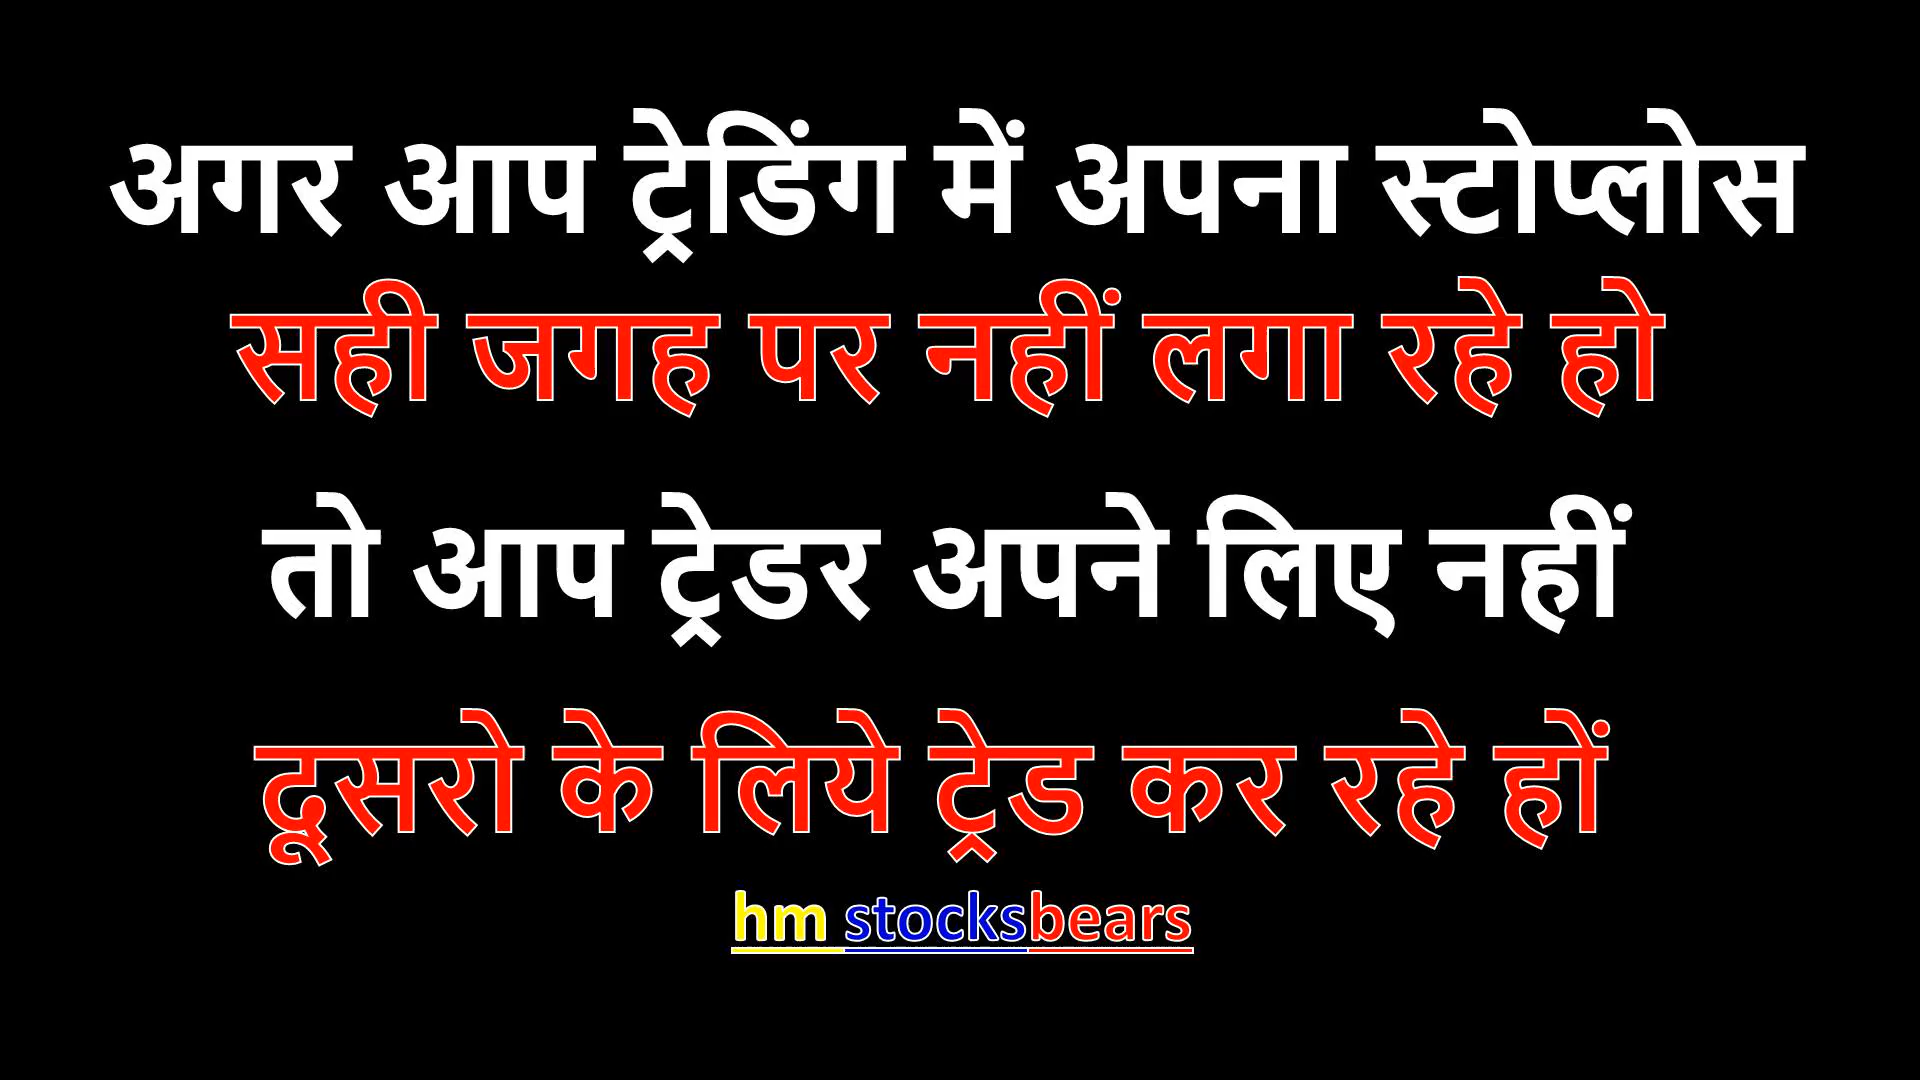 अगर आप ट्रेडिंग में अपना स्टोप्लोस
सही जगह पर नहीं लगा रहे हो
तो आप ट्रेडर अपने लिए नहीं
दूसरो के लिये ट्रेड कर रहे हों
hm stocksbears